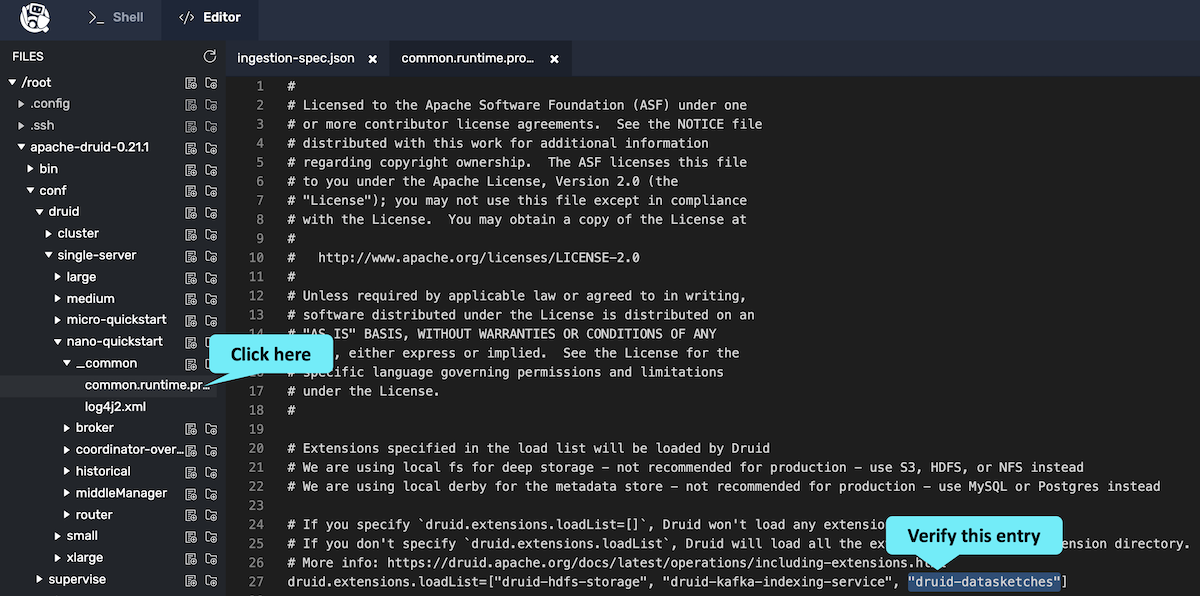 >_ Shell
</> Editor
FILES
/root
.config
.ssh
apache-druid-0.21.1
bin
conf
druid
cluster
single-server
large
medium
micro-quickstart
nano-quickstart
_common
common.runtime.pr…
log4j2.xml
broker
coordinator-over…
historical
middleManager
router
small
xlarge
supervise
Click here
ingestion-spec.json ×
common.runtime.pro… ×
1 #
2 # Licensed to the Apache Software Foundation (ASF) under one
3 # or more contributor license agreements.  See the NOTICE file
4 # distributed with this work for additional information
5 # regarding copyright ownership.  The ASF licenses this file
6 # to you under the Apache License, Version 2.0 (the
7 # "License"); you may not use this file except in compliance
8 # with the License.  You may obtain a copy of the License at
9 #
10 #   http://www.apache.org/licenses/LICENSE-2.0
11 #
12 # Unless required by applicable law or agreed to in writing,
13 # software distributed under the License is distributed on an
14 # "AS IS" BASIS, WITHOUT WARRANTIES OR CONDITIONS OF ANY
, either express or implied.  See the License for the
specific language governing permissions and limitations
17 # under the License.
18 #
19
20 # Extensions specified in the load list will be loaded by Druid
21 # We are using local fs for deep storage - not recommended for production - use S3, HDFS, or NFS instead
22 # We are using local derby for the metadata store - not recommended for production - use MySQL or Postgres instead
23
24 # If you specify `druid.extensions.loadList=[]`, Druid won't load any extensio
25 # If you don't specify `druid.extensions.loadList`, Druid will load all the ex ension directory.
26 # More info: https://druid.apache.org/docs/latest/operations/including-extensions.h
27 druid.extensions.loadList=["druid-hdfs-storage", "druid-kafka-indexing-service", "druid-datasketches"]
Verify this entry